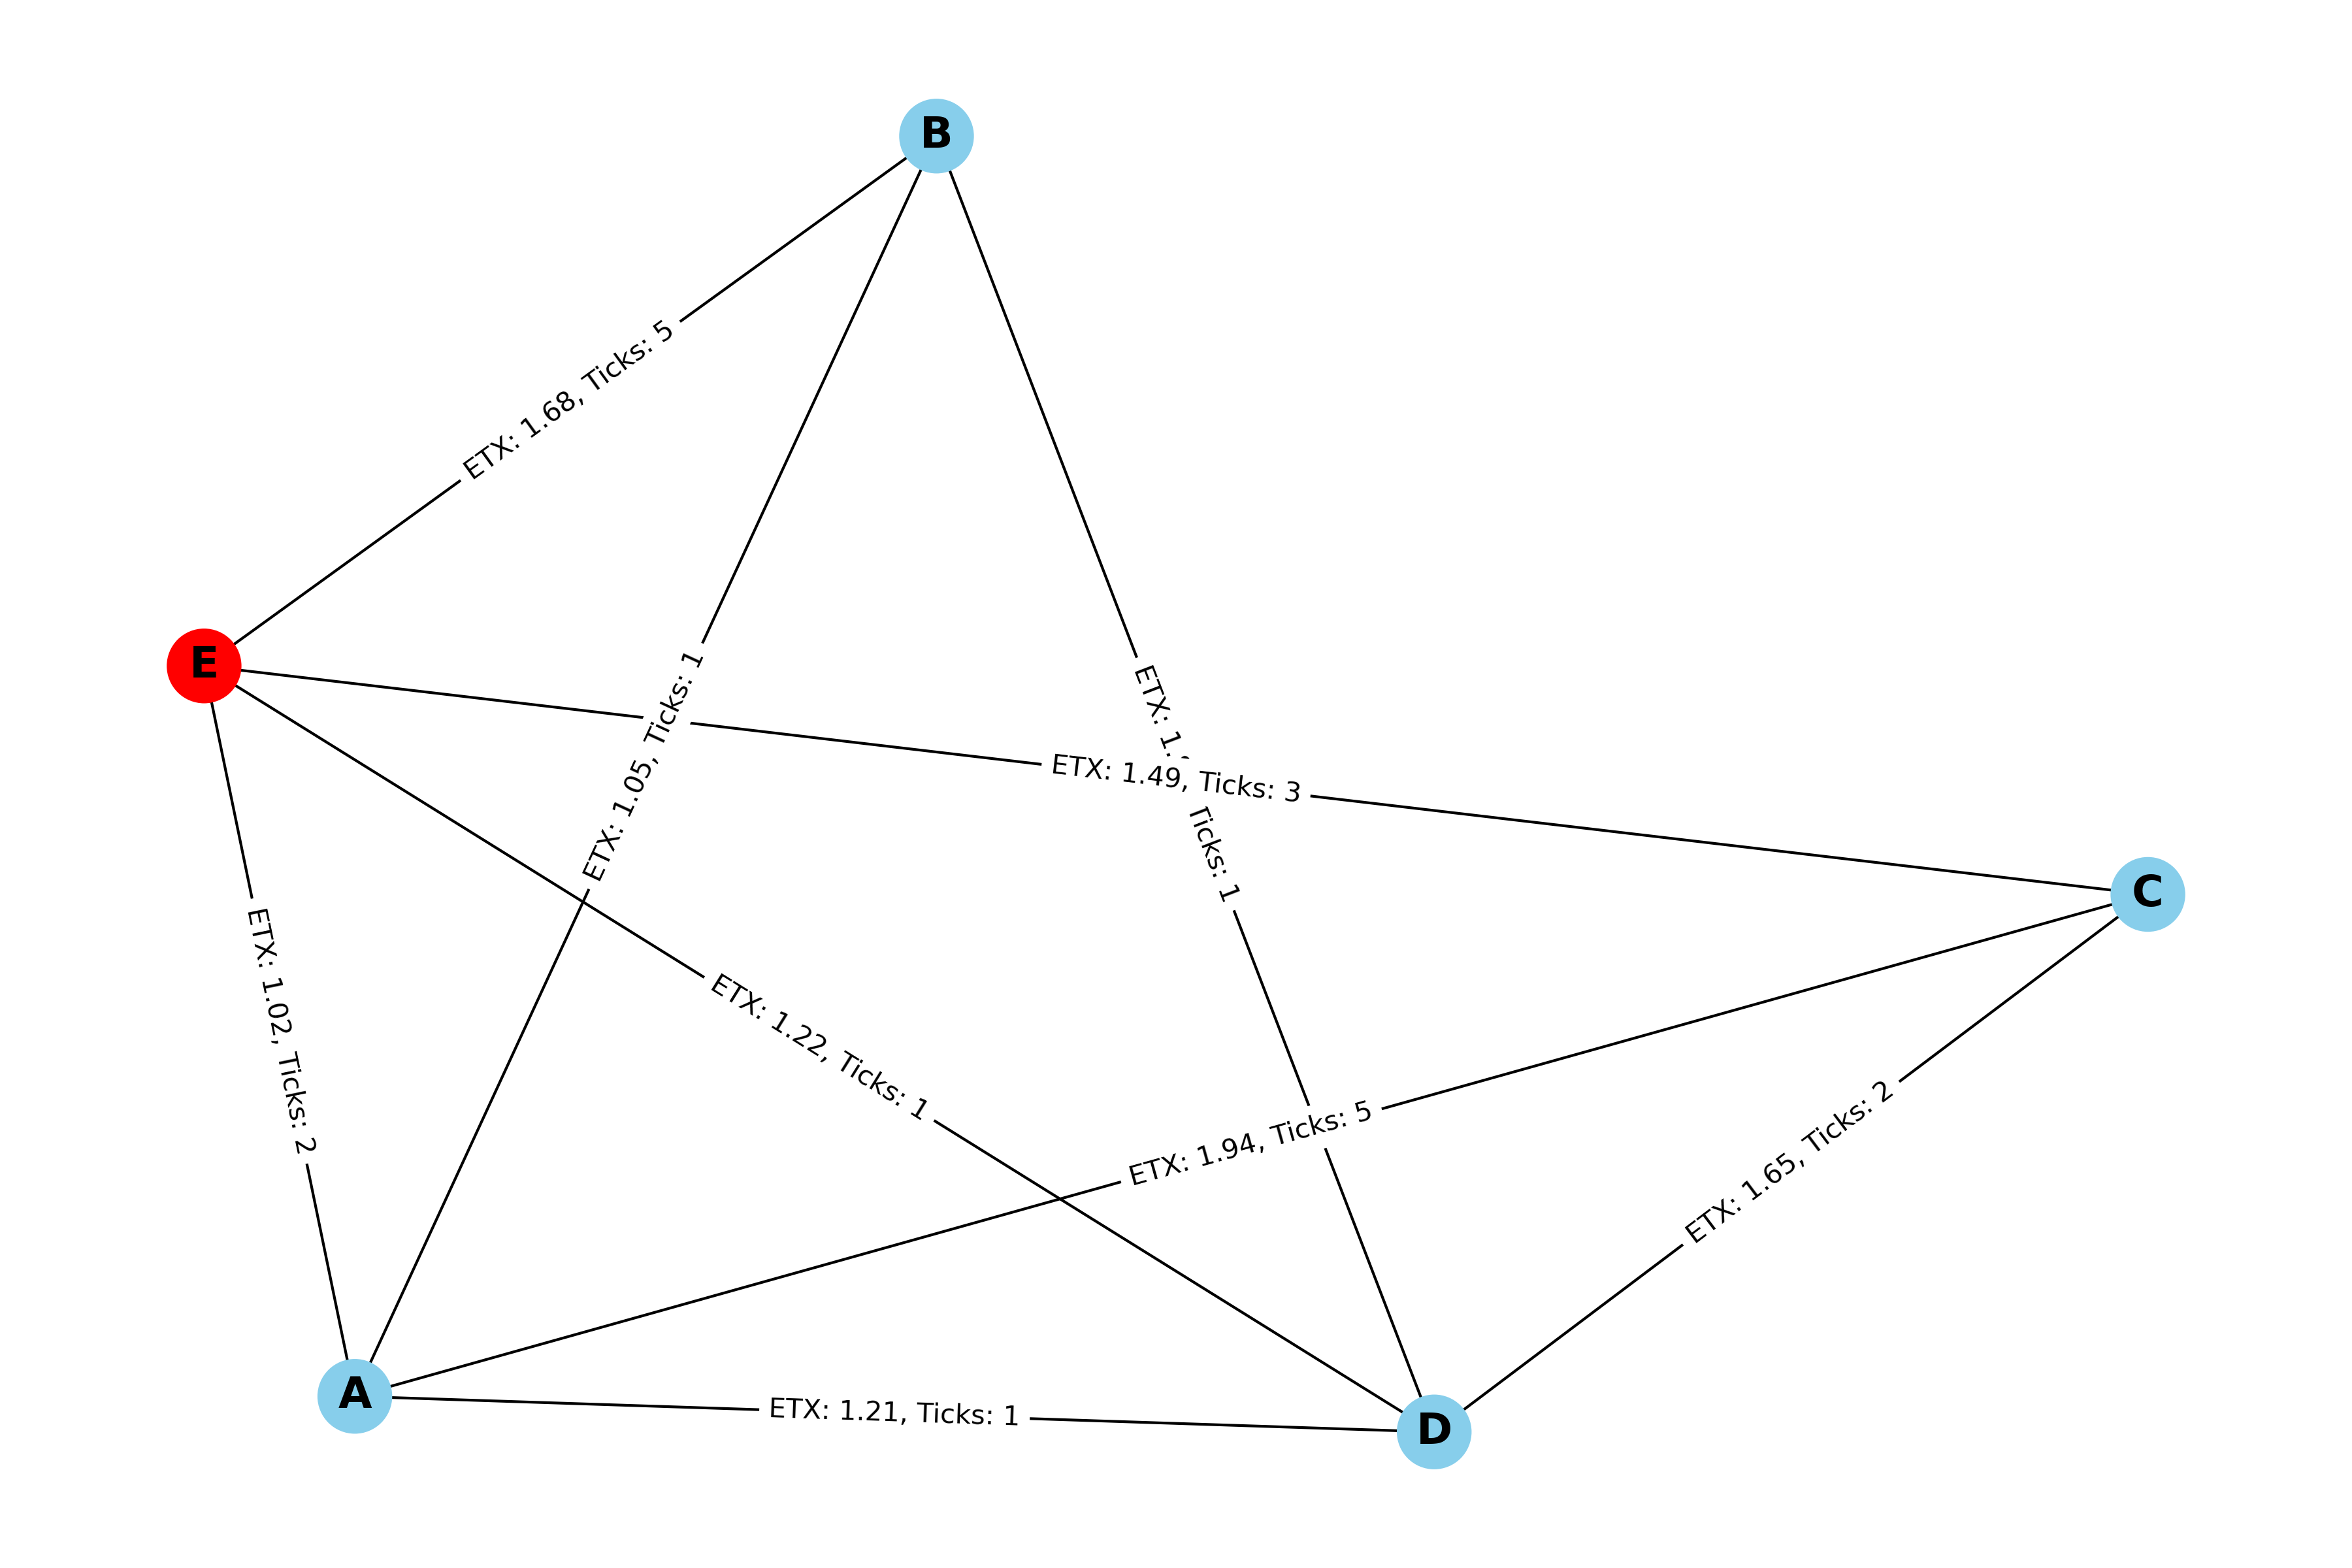 B
ETX: 1.68, Ticks: 5
E
ETX: 1.05, Ticks: 1
ETX: Ticks: 1
ETX: 1.49, Ticks: 3
C
ETX: 1.02, Ticks: 2
ETX: 1.22, Ticks: 1
ETX: 1.94, Ticks: 5
ETX: 1.65, Ticks: 2
A
ETX: 1.21, Ticks: 1
D